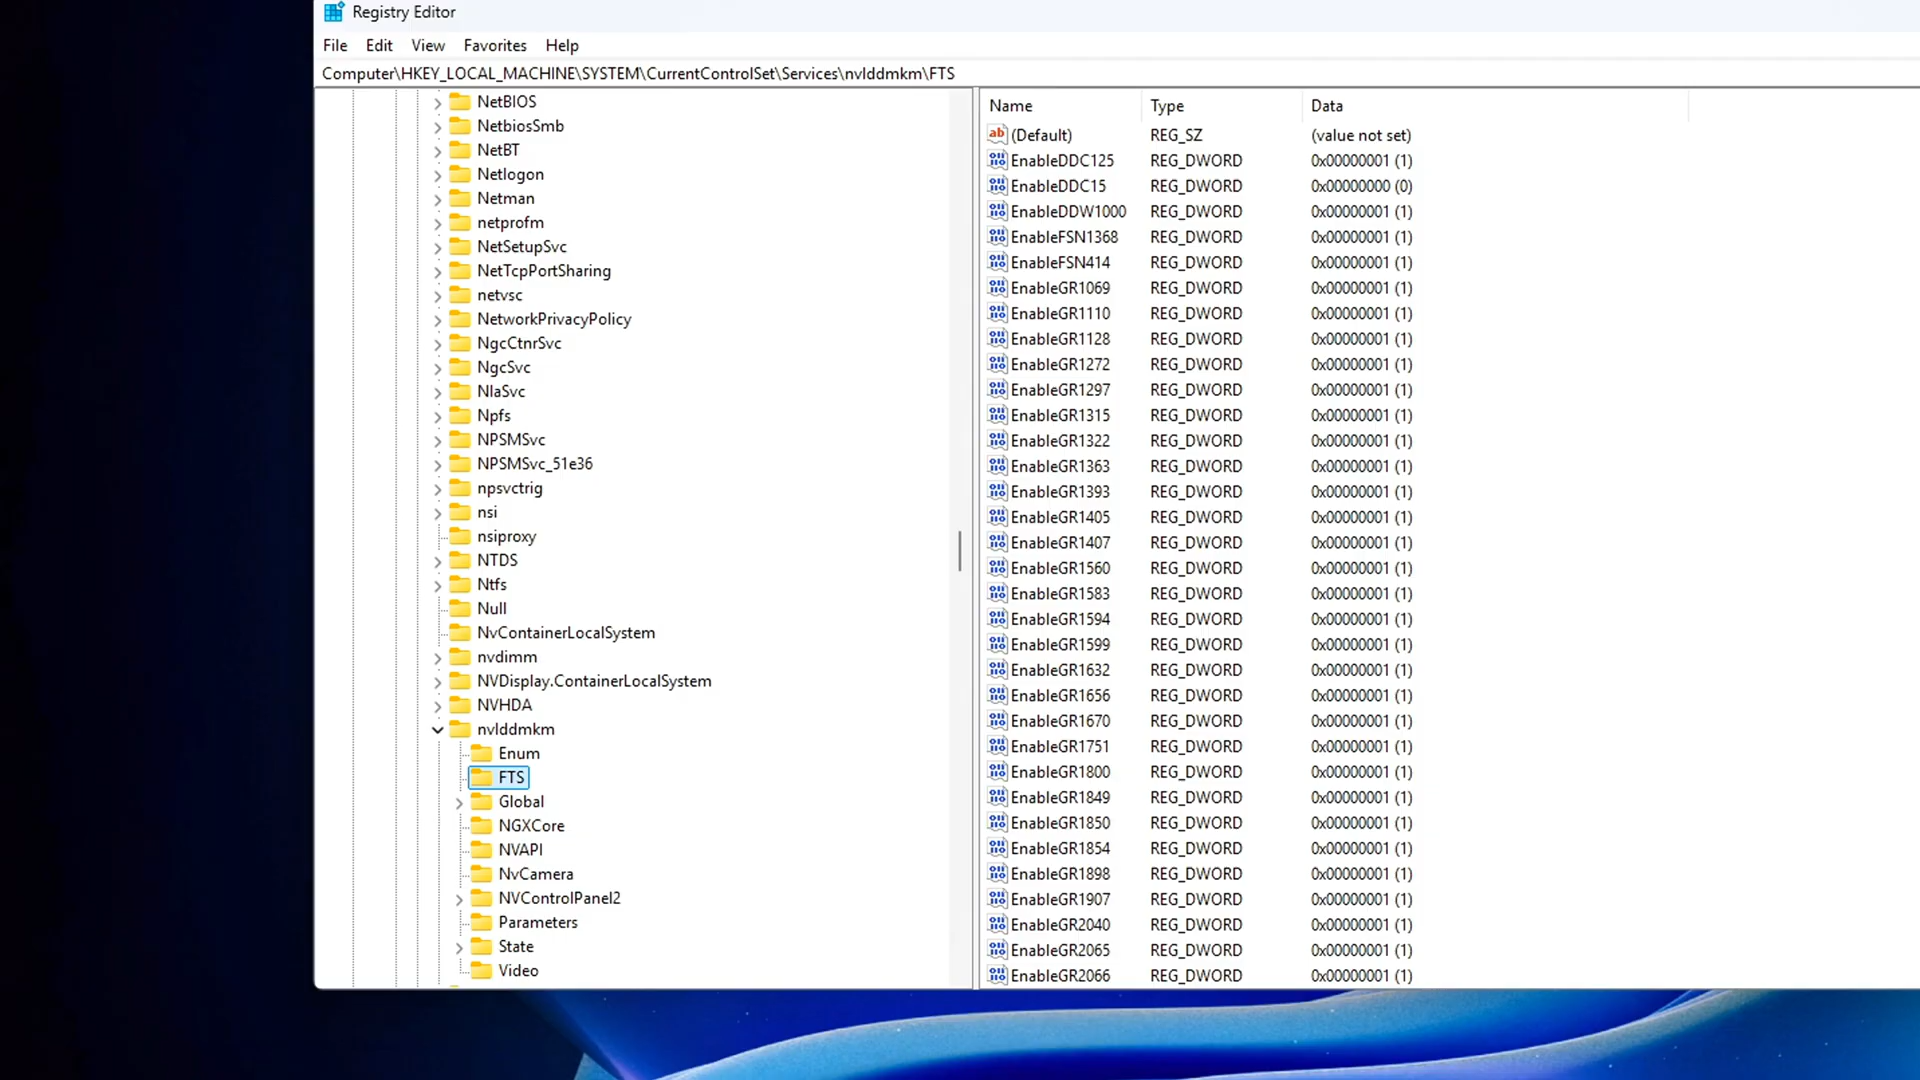 Registry Editor
File Edit View Favorites Help
Computer\HKEY_LOCAL_MACHINE\SYSTEM\CurrentControlSet\Services\nvlddmkm\FTS
NetBIOS
NetbiosSmb
NetBT
Netlogon
Netman
netprofm
NetSetupSvc
NetTcpPortSharing
netvsc
NetworkPrivacyPolicy
NgcCtnrSvc
NgcSvc
NlaSvc
Npfs
NPSMSvc
NPSMSvc_51e36
npsvctrig
nsi
nsiproxy
NTDS
Ntfs
Null
NvContainerLocalSystem
nvdimm
NVDisplay.ContainerLocalSystem
NVHDA
nvlddmkm
Enum
FTS
Global
NGXCore
NVAPI
NvCamera
NVControlPanel2
Parameters
State
Video
Name Type Data
(Default) REG_SZ (value not set)
EnableDDC125 REG_DWORD 0x00000001 (1)
EnableDDC15 REG_DWORD 0x00000000 (0)
EnableDDW1000 REG_DWORD 0x00000001 (1)
EnableFSN1368 REG_DWORD 0x00000001 (1)
EnableFSN414 REG_DWORD 0x00000001 (1)
EnableGR1069 REG_DWORD 0x00000001 (1)
EnableGR1110 REG_DWORD 0x00000001 (1)
EnableGR1128 REG_DWORD 0x00000001 (1)
EnableGR1272 REG_DWORD 0x00000001 (1)
EnableGR1297 REG_DWORD 0x00000001 (1)
EnableGR1315 REG_DWORD 0x00000001 (1)
EnableGR1322 REG_DWORD 0x00000001 (1)
EnableGR1363 REG_DWORD 0x00000001 (1)
EnableGR1393 REG_DWORD 0x00000001 (1)
EnableGR1405 REG_DWORD 0x00000001 (1)
EnableGR1407 REG_DWORD 0x00000001 (1)
EnableGR1560 REG_DWORD 0x00000001 (1)
EnableGR1583 REG_DWORD 0x00000001 (1)
EnableGR1594 REG_DWORD 0x00000001 (1)
EnableGR1599 REG_DWORD 0x00000001 (1)
EnableGR1632 REG_DWORD 0x00000001 (1)
EnableGR1656 REG_DWORD 0x00000001 (1)
EnableGR1670 REG_DWORD 0x00000001 (1)
EnableGR1751 REG_DWORD 0x00000001 (1)
EnableGR1800 REG_DWORD 0x00000001 (1)
EnableGR1849 REG_DWORD 0x00000001 (1)
EnableGR1850 REG_DWORD 0x00000001 (1)
EnableGR1854 REG_DWORD 0x00000001 (1)
EnableGR1898 REG_DWORD 0x00000001 (1)
EnableGR1907 REG_DWORD 0x00000001 (1)
EnableGR2040 REG_DWORD 0x00000001 (1)
EnableGR2065 REG_DWORD 0x00000001 (1)
EnableGR2066 REG_DWORD 0x00000001 (1)